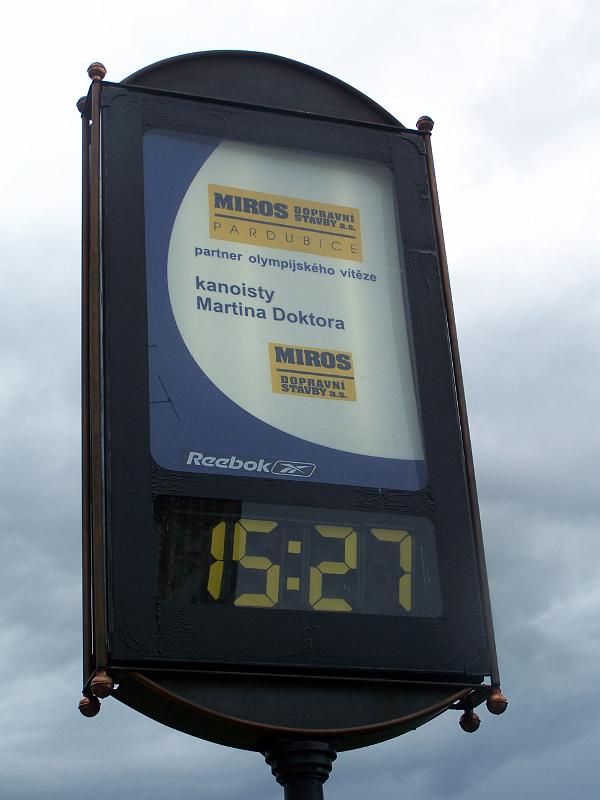 MIROS DOPRAVNÍ STAVBY a.s.
PARDUBICE
partner olympijského vítěze
kanoisty
Martina Doktora
MIROS
DOPRAVNÍ
STAVBY a.s.
Reebok
15:27